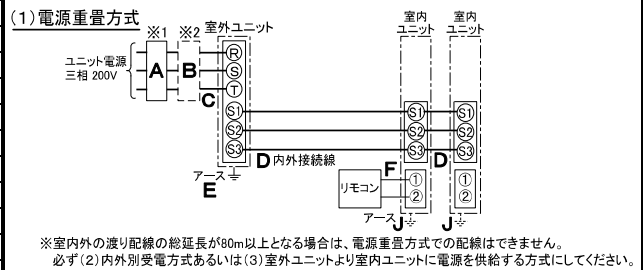 (1)電源重畳方式
※1 ※2 室外ユニット
室内
ユニット
室内
ユニット
ユニット電源
三相 200V
A
B
C
R
S
T
S1
S2
S3
S1
S2
S3
S1
S2
S3
D 内外接続線
D
アース
E
リモコン
F
①
②
①
②
アース J
J
※室内外の渡り配線の総延長が80m以上となる場合は、電源重畳方式での配線はできません。
必ず(2)内外別受電方式あるいは(3)室外ユニットより室内ユニットに電源を供給する方式にしてください。